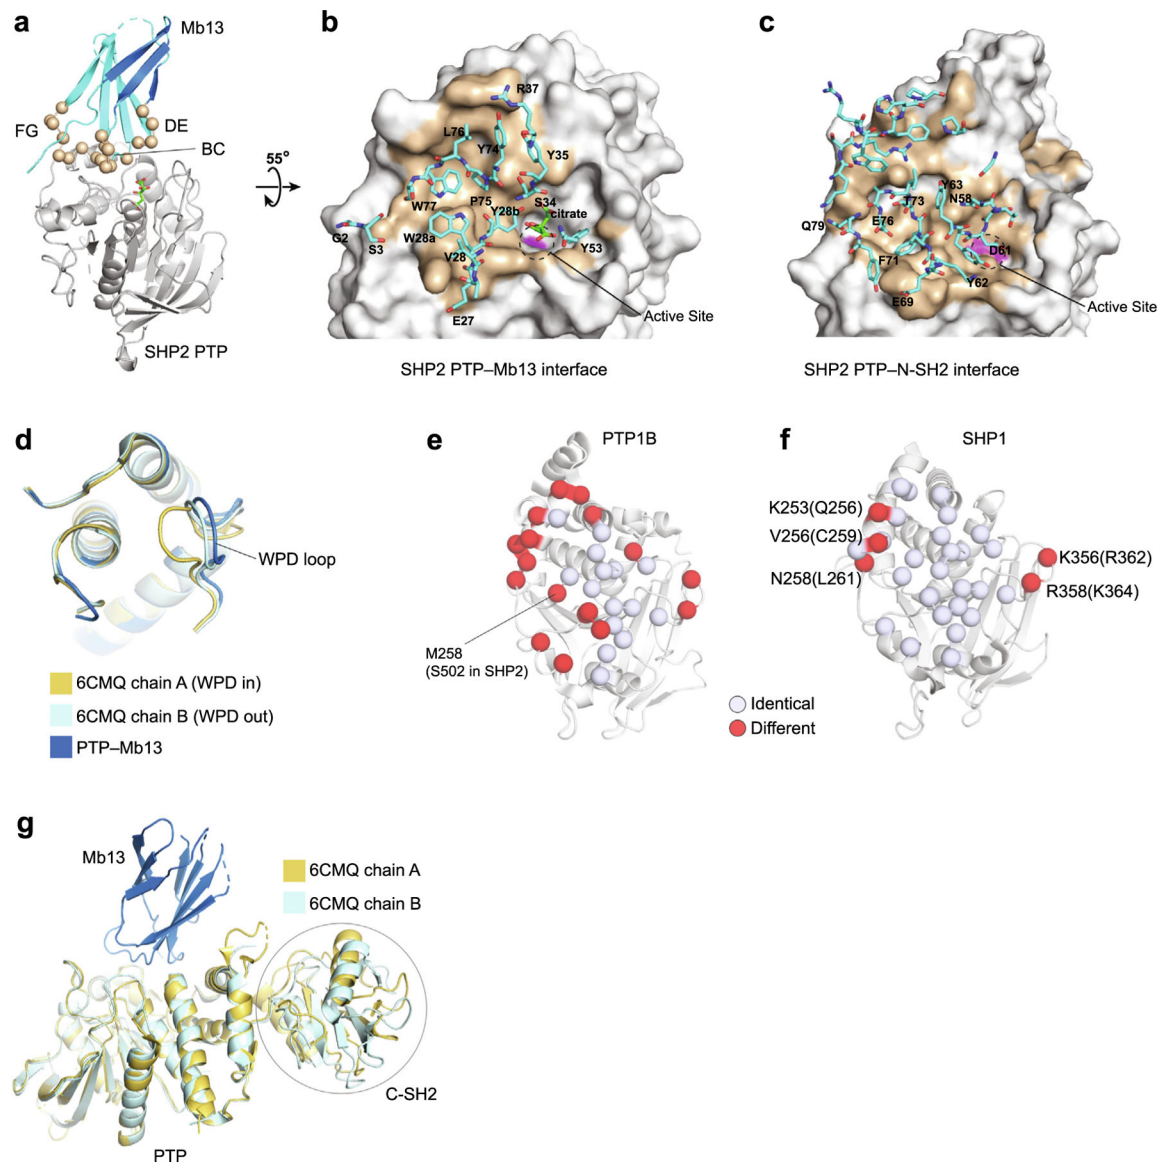 a
Mb13
FG
DE
BC
SHP2 PTP
55°
b
R37
L76
Y74
Y35
W77
P75
S34
Y28b
citrate
G2
S3
W28a
V28
Y53
E27
Active Site
SHP2 PTP–Mb13 interface
c
Y63
T73
N58
Q79
E76
F71
D61
Y62
E69
Active Site
SHP2 PTP–N-SH2 interface
d
WPD loop
6CMQ chain A (WPD in)
6CMQ chain B (WPD out)
PTP–Mb13
e
PTP1B
M258
(S502 in SHP2)
Identical
Different
f
SHP1
K253(Q256)
V256(C259)
N258(L261)
K356(R362)
R358(K364)
g
Mb13
6CMQ chain A
6CMQ chain B
C-SH2
PTP